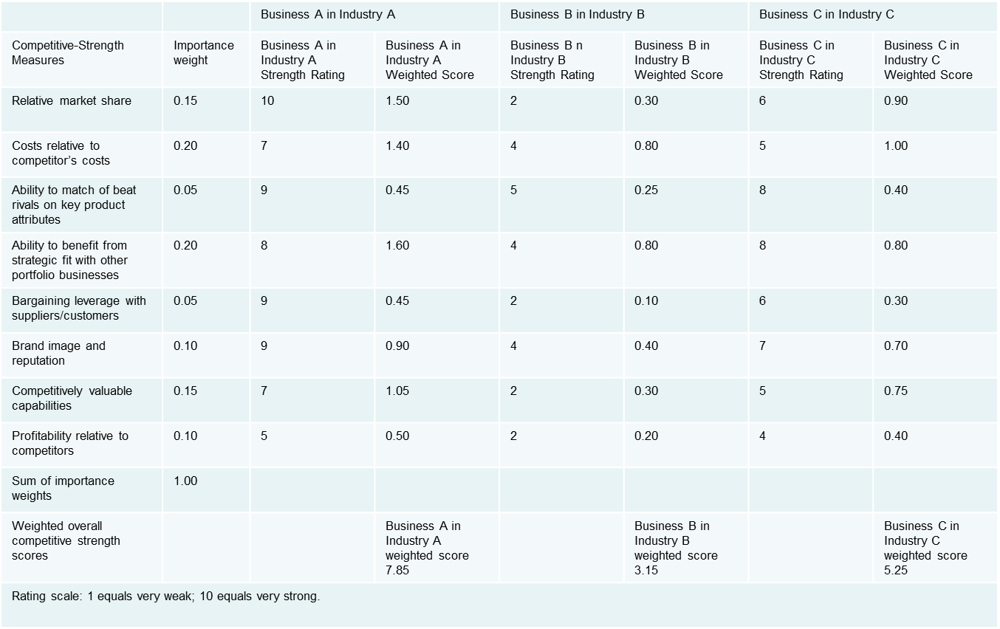 Business A in Industry A
Business B in Industry B
Business C in Industry C
Competitive-Strength
Measures
Importance
weight
Business A in
Industry A
Strength Rating
Business A in
Industry A
Weighted Score
Business B n
Industry B
Strength Rating
Business B in
Industry B
Weighted Score
Business C in
Industry C
Strength Rating
Business C in
Industry C
Weighted Score
Relative market share
0.15
10
1.50
2
0.30
6
0.90
Costs relative to
competitor’s costs
0.20
7
1.40
4
0.80
5
1.00
Ability to match of beat
rivals on key product
attributes
0.05
9
0.45
5
0.25
8
0.40
Ability to benefit from
strategic fit with other
portfolio businesses
0.20
8
1.60
4
0.80
8
0.80
Bargaining leverage with
suppliers/customers
0.05
9
0.45
2
0.10
6
0.30
Brand image and
reputation
0.10
9
0.90
4
0.40
7
0.70
Competitively valuable
capabilities
0.15
7
1.05
2
0.30
5
0.75
Profitability relative to
competitors
0.10
5
0.50
2
0.20
4
0.40
Sum of importance
weights
1.00
Weighted overall
competitive strength
scores
Business A in
Industry A
weighted score
7.85
Business B in
Industry B
weighted score
3.15
Business C in
Industry C
weighted score
5.25
Rating scale: 1 equals very weak; 10 equals very strong.